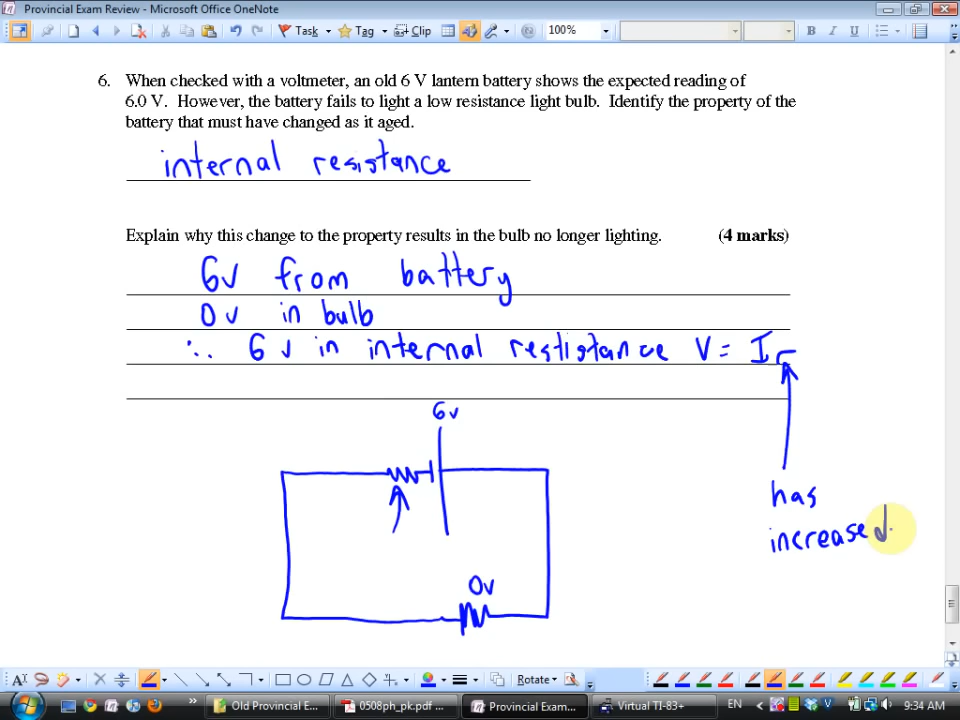 Provincial Exam Review - Microsoft Office OneNote
Task Tag Clip 100% B I U
6. When checked with a voltmeter, an old 6 V lantern battery shows the expected reading of
6.0 V. However, the battery fails to light a low resistance light bulb. Identify the property of the
battery that must have changed as it aged.
internal resistance
Explain why this change to the property results in the bulb no longer lighting. (4 marks)
6v from battery
0v in bulb
∴ 6v in internal restistance V = Ir
6v
has
increased
0v
Rotate
Old Provincial E... 0508ph_pk.pdf ... Provincial Exam... Virtual TI-83+ EN 9:34 AM